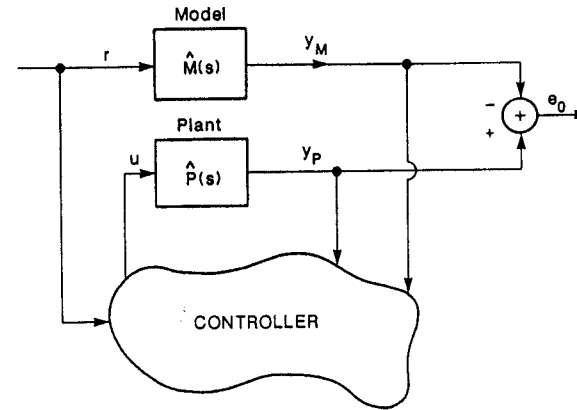 Model
r
M̂(s)
y_M
Plant
u
P̂(s)
y_P
−
+
+
e_0
CONTROLLER